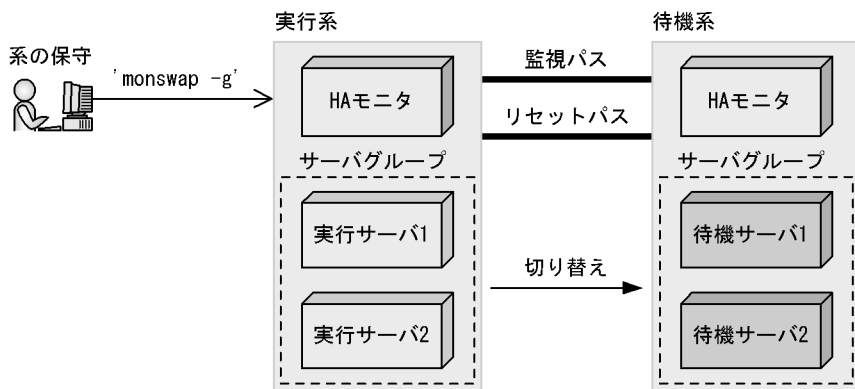 実行系
待機系
系の保守
'monswap -g'
HAモニタ
監視パス
リセットパス
HAモニタ
サーバグループ
サーバグループ
実行サーバ1
待機サーバ1
切り替え
実行サーバ2
待機サーバ2